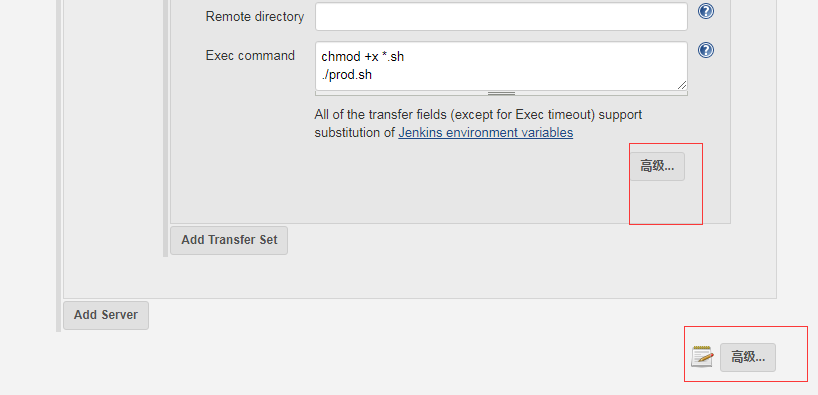 Remote directory
Exec command
chmod +x *.sh
./prod.sh
All of the transfer fields (except for Exec timeout) support
substitution of Jenkins environment variables
高级...
Add Transfer Set
Add Server
高级...